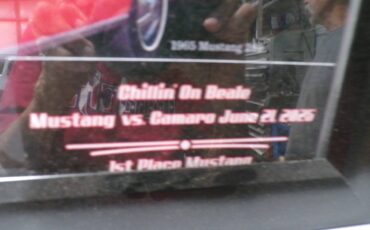 1965 Mustang
Chillin' On Beale
Mustang vs. Camaro June 21, 2025
1st Place Mustang